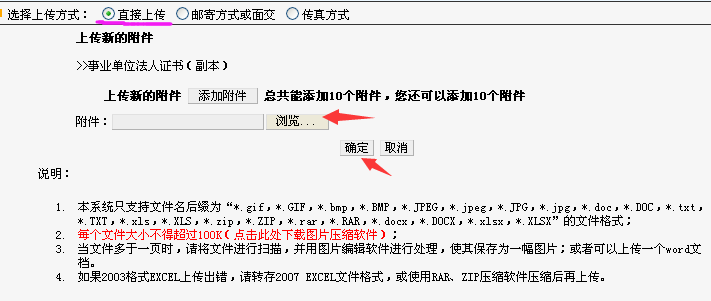 选择上传方式： 直接上传 邮寄方式或面交 传真方式
上传新的附件
>>事业单位法人证书（副本）
上传新的附件 添加附件 总共能添加10个附件，您还可以添加10个附件
附件： 浏览...
确定 取消
说明：
1. 本系统只支持文件名后缀为“*.gif，*.GIF，*.bmp，*.BMP，*.JPEG，*.jpeg，*.JPG，*.jpg，*.doc，*.DOC，*.txt，
*.TXT，*.xls，*.XLS，*.zip，*.ZIP，*.rar，*.RAR，*.docx，*.DOCX，*.xlsx，*.XLSX”的文件格式；
2. 每个文件大小不得超过100K（点击此处下载图片压缩软件）；
3. 当文件多于一页时，请将文件进行扫描，并用图片编辑软件进行处理，使其保存为一幅图片；或者可以上传一个word文
档。
4. 如果2003格式EXCEL上传出错，请转存2007 EXCEL文件格式，或使用RAR、ZIP压缩软件压缩后再上传。